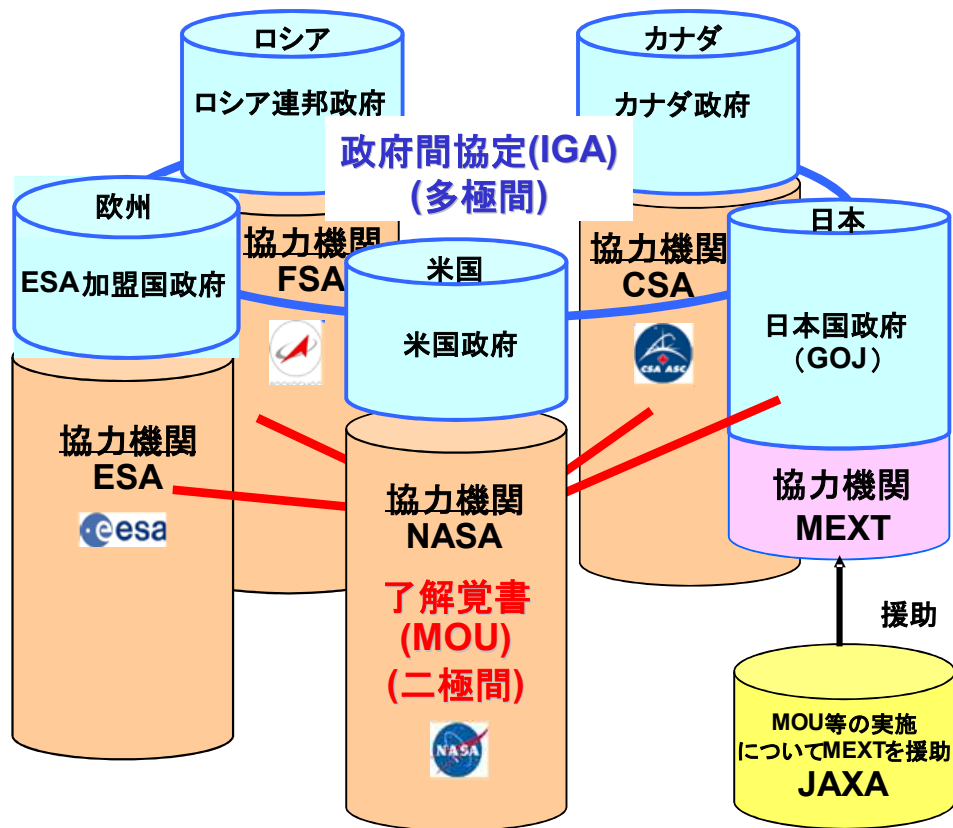 ロシア
ロシア連邦政府
カナダ
カナダ政府
政府間協定(IGA)
(多極間)
欧州
ESA加盟国政府
協力機関
FSA
米国
米国政府
協力機関
CSA
CSA ASC
日本
日本国政府
(GOJ)
協力機関
ESA
esa
協力機関
NASA
了解覚書
(MOU)
(二極間)
NASA
協力機関
MEXT
援助
MOU等の実施
についてMEXTを援助
JAXA